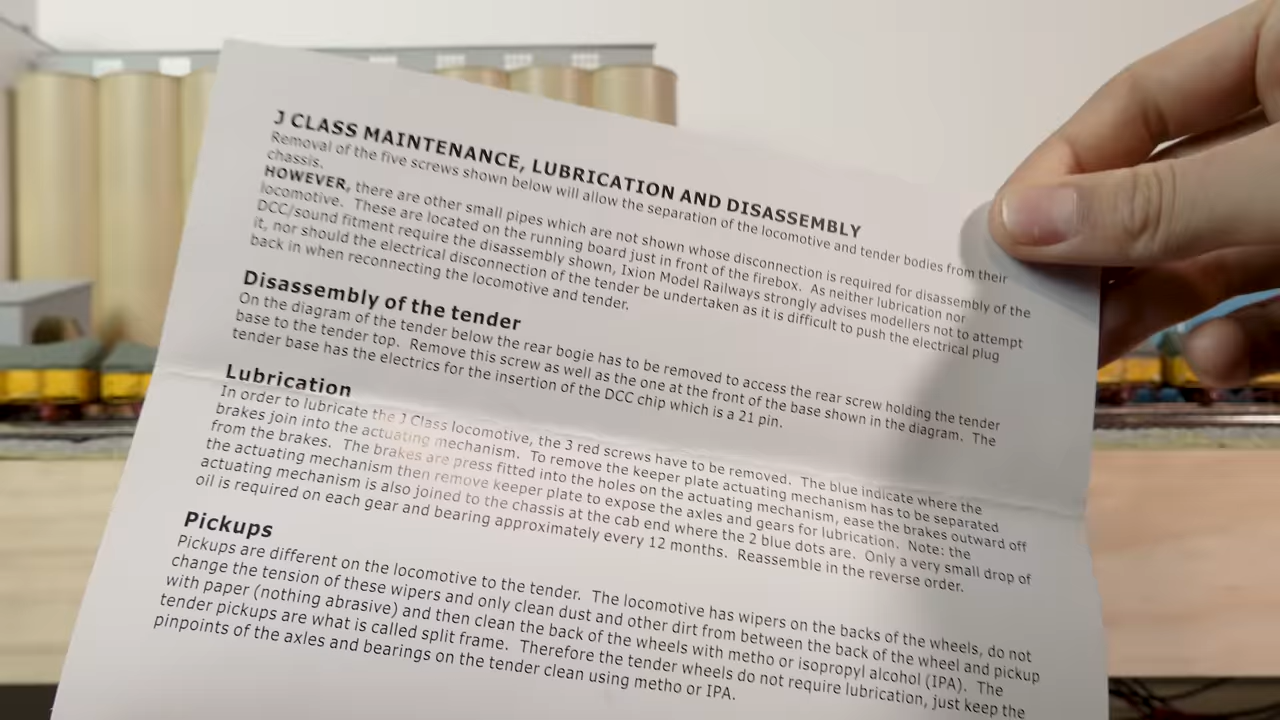 J CLASS MAINTENANCE, LUBRICATION AND DISASSEMBLY
Removal of the five screws shown below will allow the separation of the locomotive and tender bodies from their
chassis.
HOWEVER, there are other small pipes which are not shown whose disconnection is required for disassembly of the
locomotive. These are located on the running board just in front of the firebox. As neither lubrication nor
DCC/sound fitment require the disassembly shown, Ixion Model Railways strongly advises modellers not to attempt
it, nor should the electrical disconnection of the tender be undertaken as it is difficult to push the electrical plug
back in when reconnecting the locomotive and tender.
Disassembly of the tender
On the diagram of the tender below the rear bogie has to be removed to access the rear screw holding the tender
base to the tender top. Remove this screw as well as the one at the front of the base shown in the diagram. The
tender base has the electrics for the insertion of the DCC chip which is a 21 pin.
Lubrication
In order to lubricate the J Class locomotive, the 3 red screws have to be removed. The blue indicate where the
brakes join into the actuating mechanism. To remove the keeper plate actuating mechanism has to be separated
from the brakes. The brakes are press fitted into the holes on the actuating mechanism, ease the brakes outward off
the actuating mechanism then remove keeper plate to expose the axles and gears for lubrication. Note: the
actuating mechanism is also joined to the chassis at the cab end where the 2 blue dots are. Only a very small drop of
oil is required on each gear and bearing approximately every 12 months. Reassemble in the reverse order.
Pickups
Pickups are different on the locomotive to the tender. The locomotive has wipers on the backs of the wheels, do not
change the tension of these wipers and only clean dust and other dirt from between the back of the wheel and pickup
with paper (nothing abrasive) and then clean the back of the wheels with metho or isopropyl alcohol (IPA). The
tender pickups are what is called split frame. Therefore the tender wheels do not require lubrication, just keep the
pinpoints of the axles and bearings on the tender clean using metho or IPA.